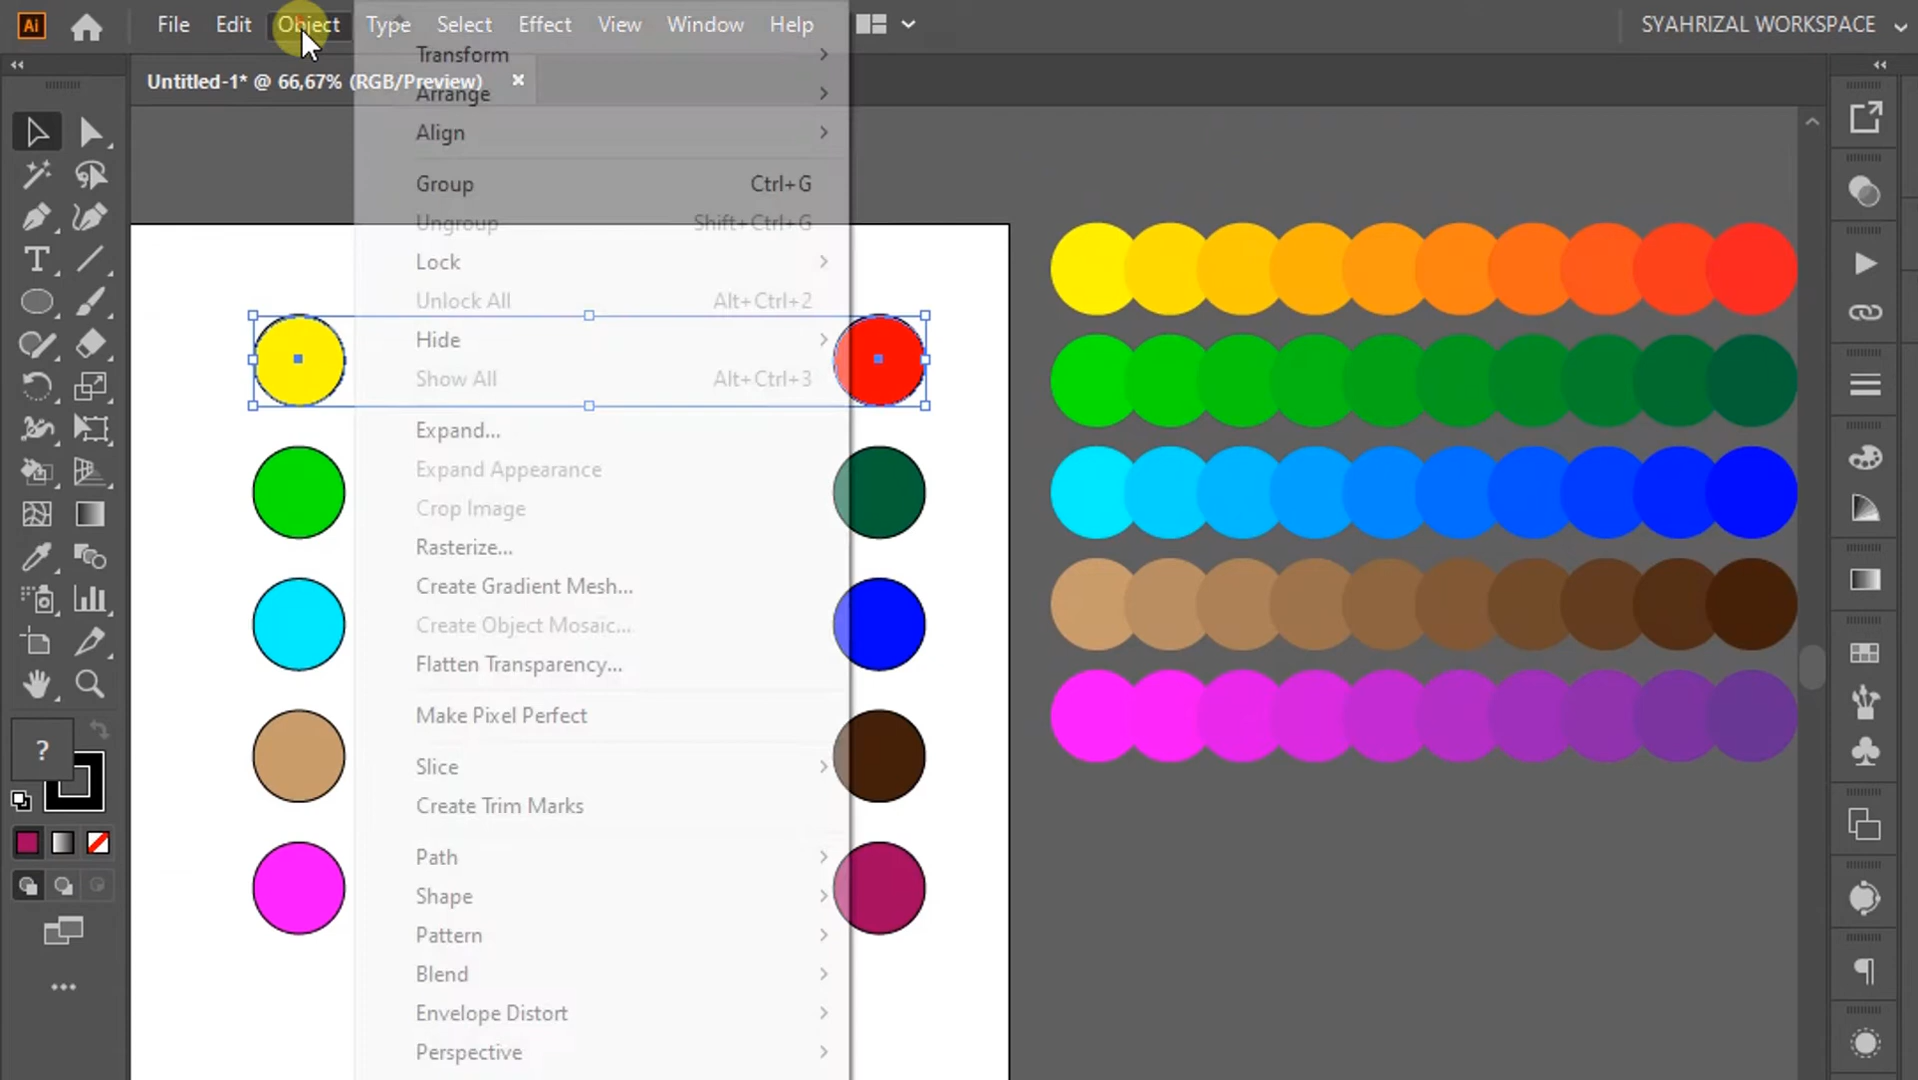 Ai File Edit Object Type Select Effect View Window Help SYAHRIZAL WORKSPACE
Untitled-1* @ 66,67% (RGB/Preview) ×
Transform
Arrange
Align
Group Ctrl+G
Ungroup Shift+Ctrl+G
Lock
Unlock All Alt+Ctrl+2
Hide
Show All Alt+Ctrl+3
Expand...
Expand Appearance
Crop Image
Rasterize...
Create Gradient Mesh...
Create Object Mosaic...
Flatten Transparency...
Make Pixel Perfect
Slice
Create Trim Marks
Path
Shape
Pattern
Blend
Envelope Distort
Perspective
?